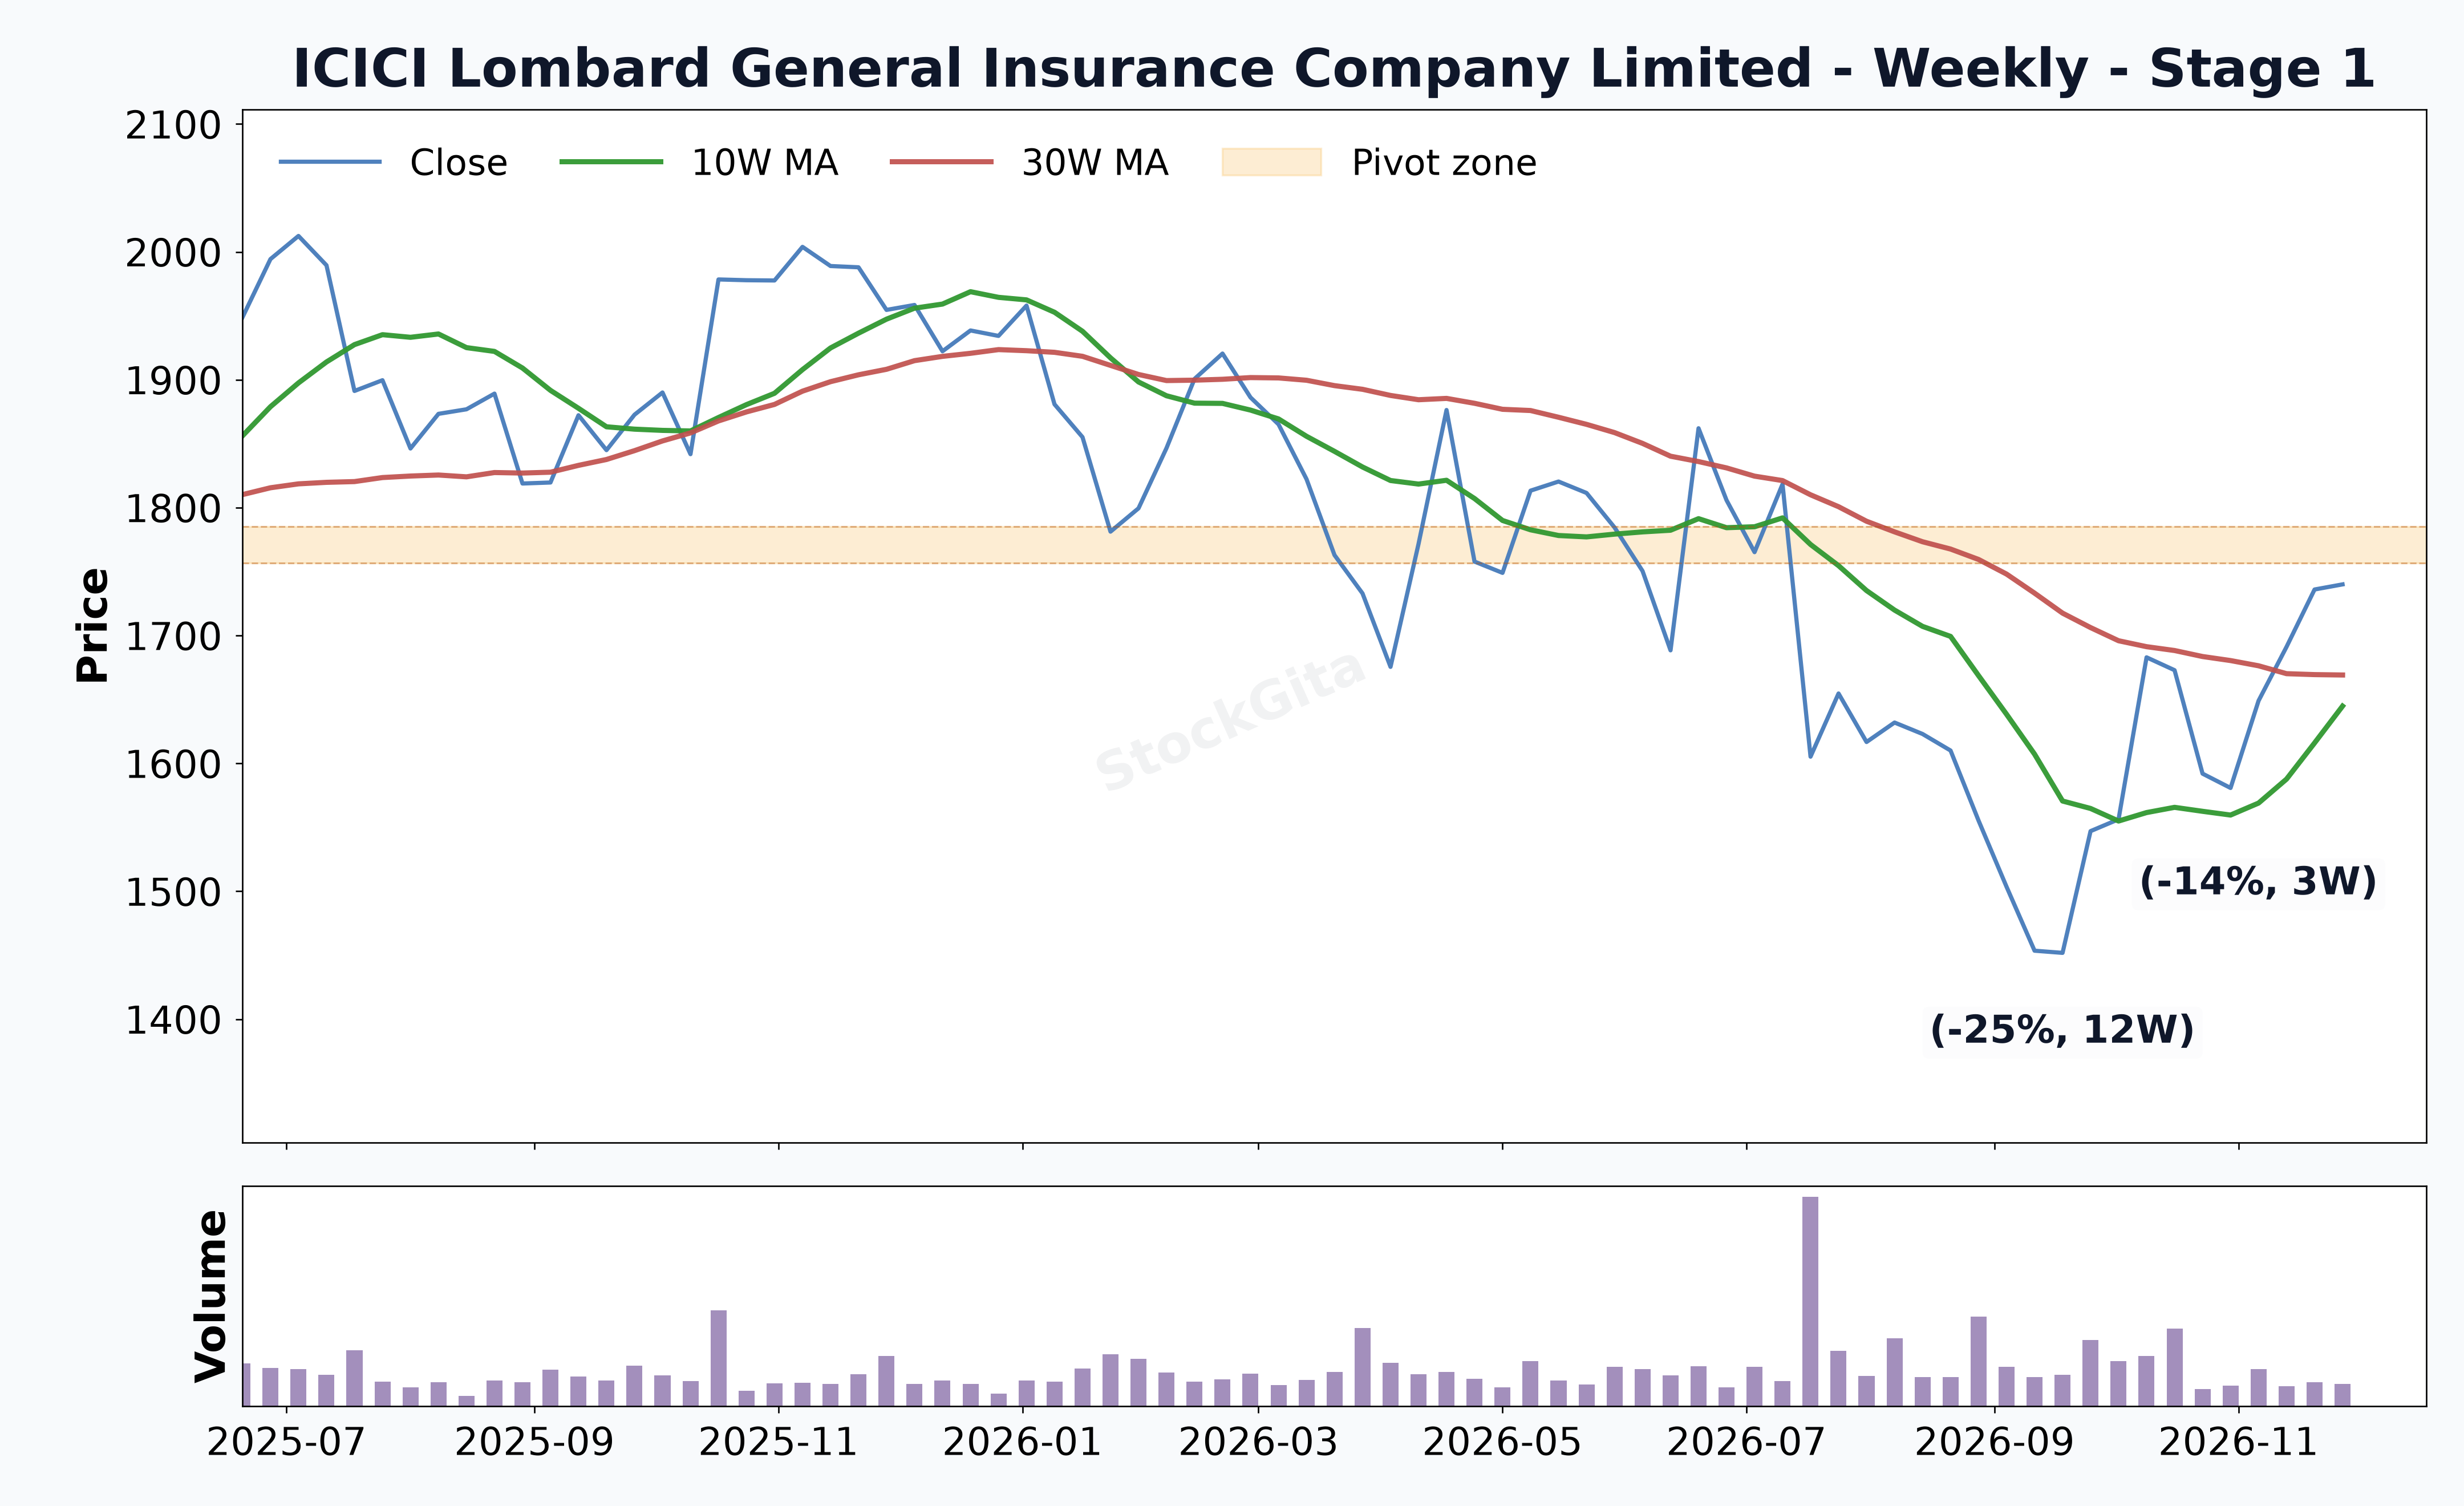 ICICI Lombard General Insurance Company Limited - Weekly - Stage 1
2100
2000
1900
1800
1700
1600
1500
1400
Price
Close
10W MA
30W MA
Pivot zone
StockGita
(-14%, 3W)
(-25%, 12W)
Volume
2025-07
2025-09
2025-11
2026-01
2026-03
2026-05
2026-07
2026-09
2026-11